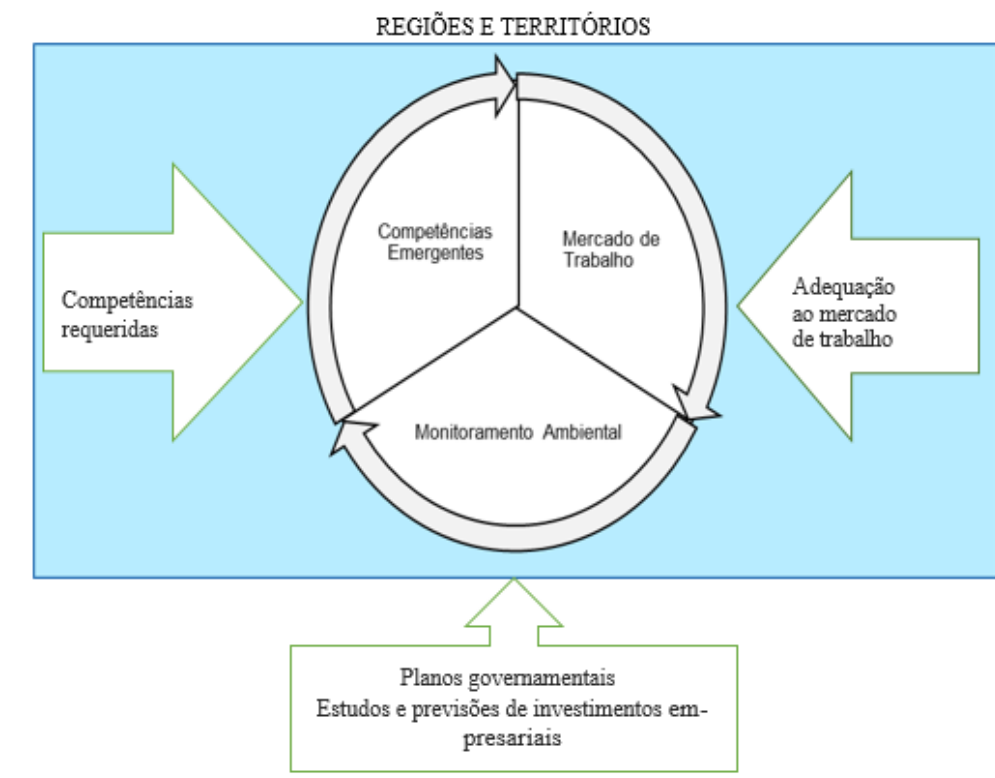 REGIÕES E TERRITÓRIOS
Competências
Emergentes
Mercado de
Trabalho
Competências
requeridas
Adequação
ao mercado
de trabalho
Monitoramento Ambiental
Planos governamentais
Estudos e previsões de investimentos em-
presariais